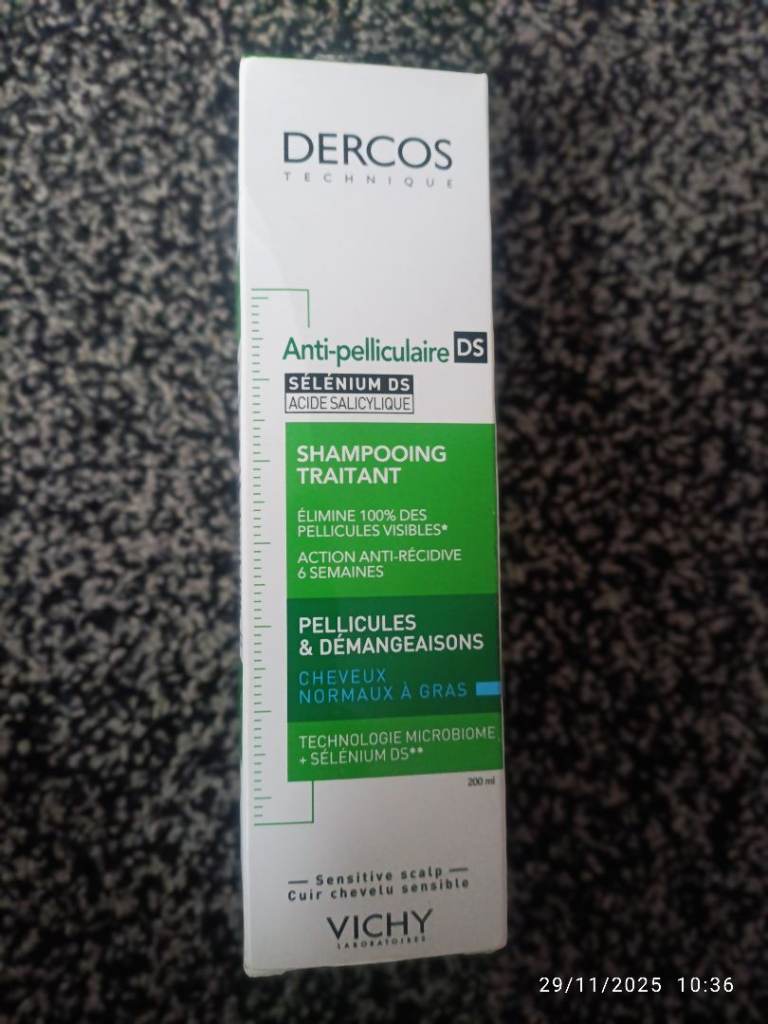 DERCOS
TECHNIQUE
Anti-pelliculaire DS
SÉLÉNIUM DS
ACIDE SALICYLIQUE
SHAMPOOING
TRAITANT
ÉLIMINE 100% DES
PELLICULES VISIBLES*
ACTION ANTI-RÉCIDIVE
6 SEMAINES
PELLICULES
& DÉMANGEAISONS
CHEVEUX
NORMAUX À GRAS
TECHNOLOGIE MICROBIOME
+ SÉLÉNIUM DS**
200 ml
Sensitive scalp
Cuir chevelu sensible
VICHY
LABORATOIRES
29/11/2025 10:36